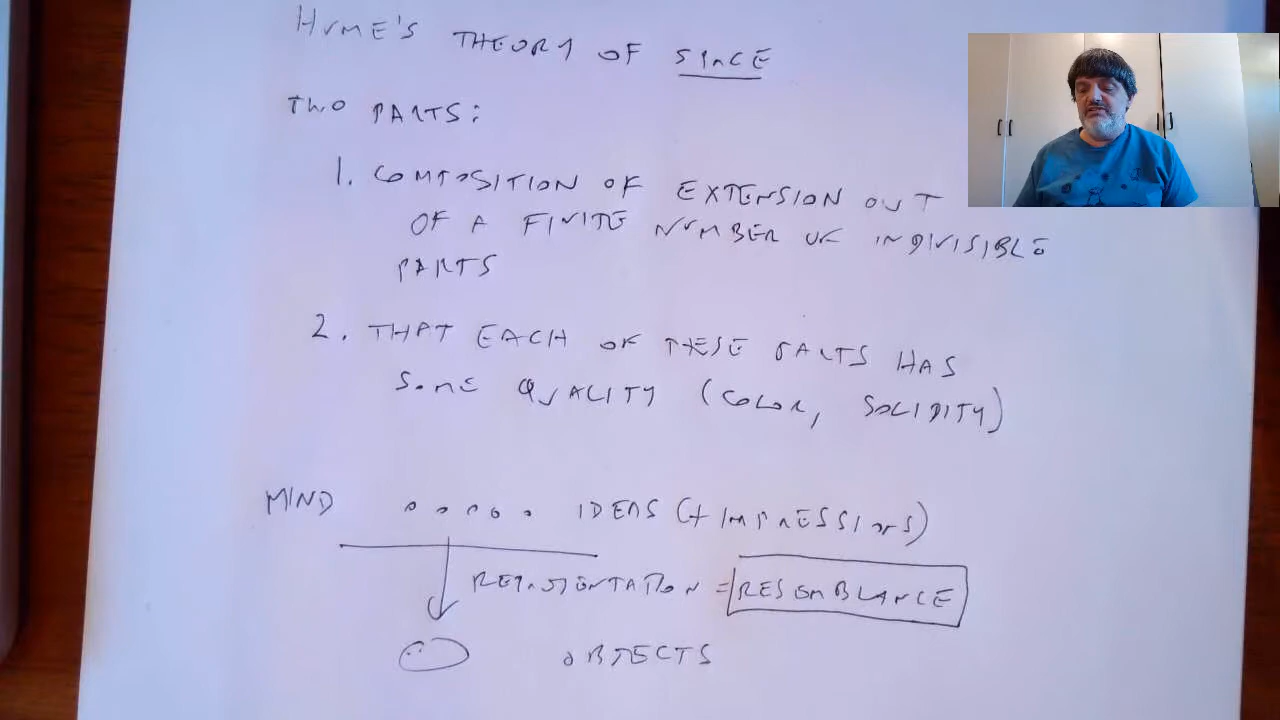 HUME'S THEORY OF SPACE
TWO PARTS:
1. COMPOSITION OF EXTENSION OUT
OF A FINITE NUMBER OF INDIVISIBLE
PARTS
2. THAT EACH OF THESE PARTS HAS
SOME QUALITY (COLOR, SOLIDITY)
MIND IDEAS (+ IMPRESSIONS)
REPRESENTATION = RESEMBLANCE
OBJECTS